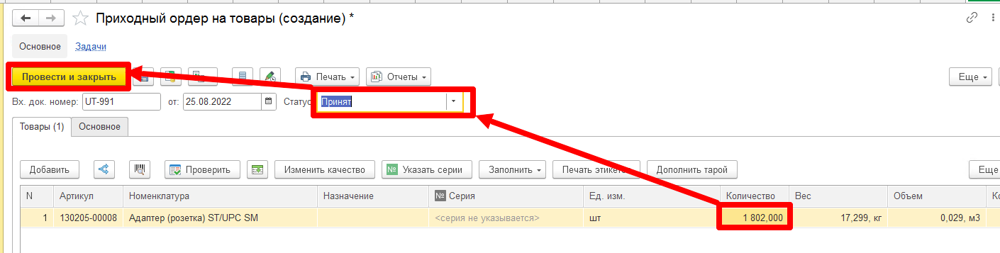 Приходный ордер на товары (создание) *
Основное Задачи
Провести и закрыть Печать Отчеты Еще
Вх. док. номер: UT-991 от: 25.08.2022 Статус Принят
Товары (1) Основное
Добавить Проверить Изменить качество № Указать серии Заполнить Печать этикет Дополнить тарой Еще
N Артикул Номенклатура Назначение № Серия Ед. изм. Количество Вес Объем
1 130205-00008 Адаптер (розетка) ST/UPC SM <серия не указывается> шт 1 802,000 17,299, кг 0,029, м3